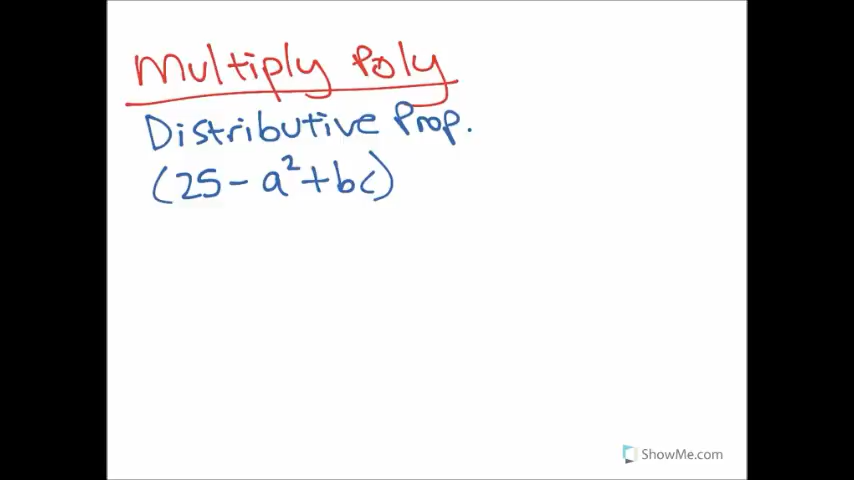 Multiply Poly
Distributive Prop.
(25 - a² + bc)
ShowMe.com